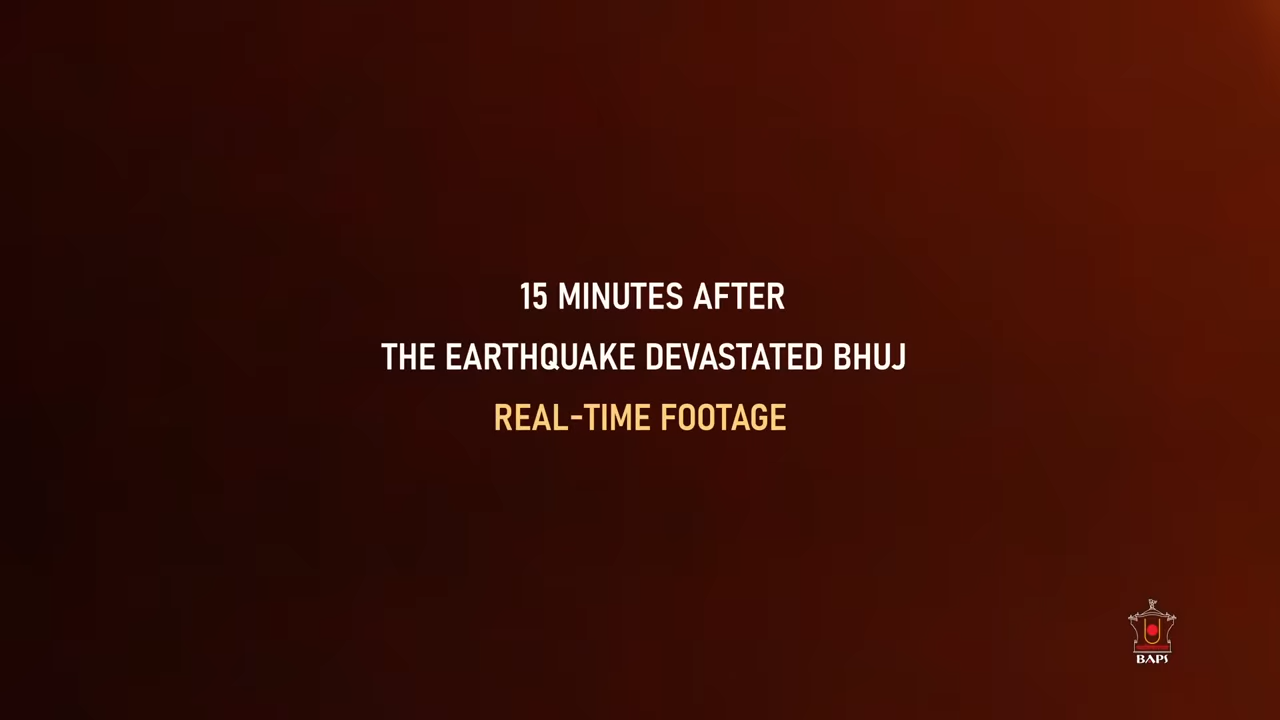 15 MINUTES AFTER
THE EARTHQUAKE DEVASTATED BHUJ
REAL-TIME FOOTAGE
BAPS